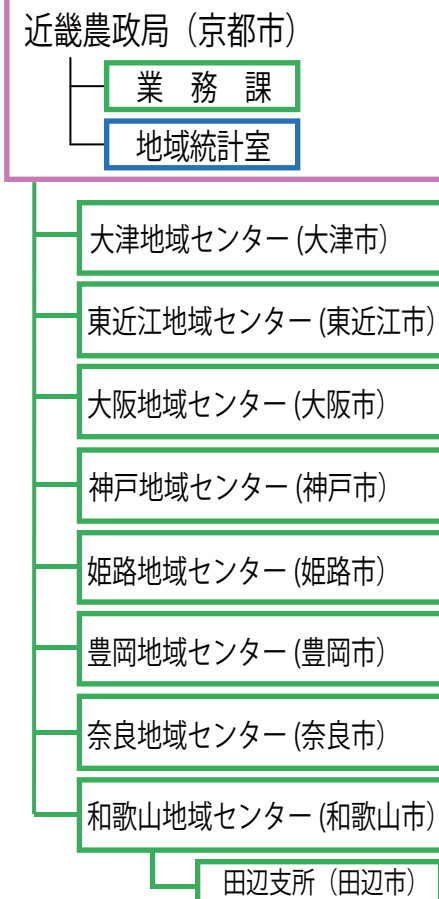 近畿農政局（京都市）
業　務　課
地域統計室
大津地域センター(大津市）
東近江地域センター(東近江市）
大阪地域センター(大阪市）
神戸地域センター(神戸市）
姫路地域センター(姫路市）
豊岡地域センター(豊岡市）
奈良地域センター(奈良市）
和歌山地域センター(和歌山市）
田辺支所（田辺市）